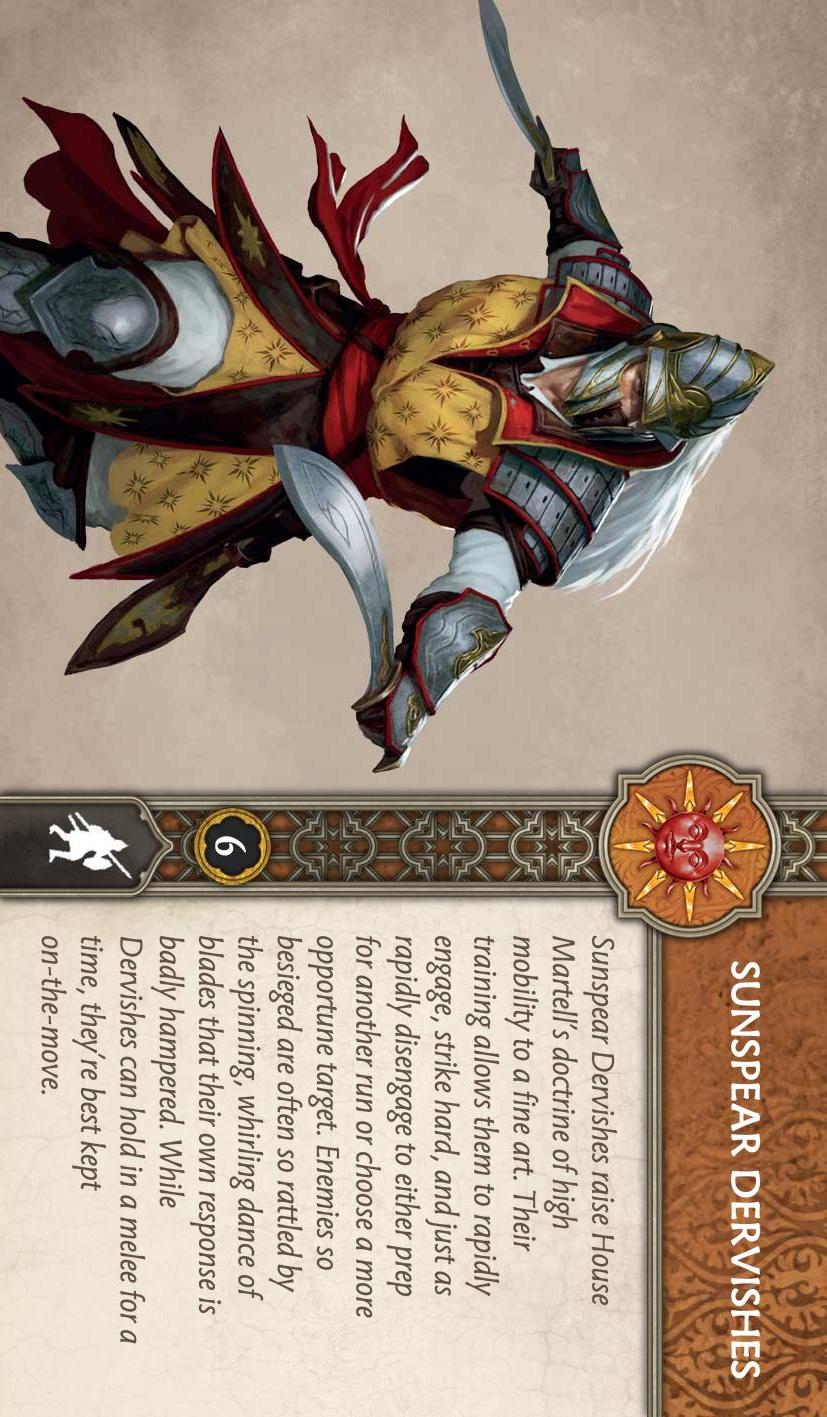 SUNSPEAR DERVISHES
Sunspear Dervishes raise House
Martell's doctrine of high
mobility to a fine art. Their
training allows them to rapidly
engage, strike hard, and just as
rapidly disengage to either prep
for another run or choose a more
opportune target. Enemies so
besieged are often so rattled by
the spinning, whirling dance of
blades that their own response is
badly hampered. While
Dervishes can hold in a melee for a
time, they're best kept
on-the-move.
6